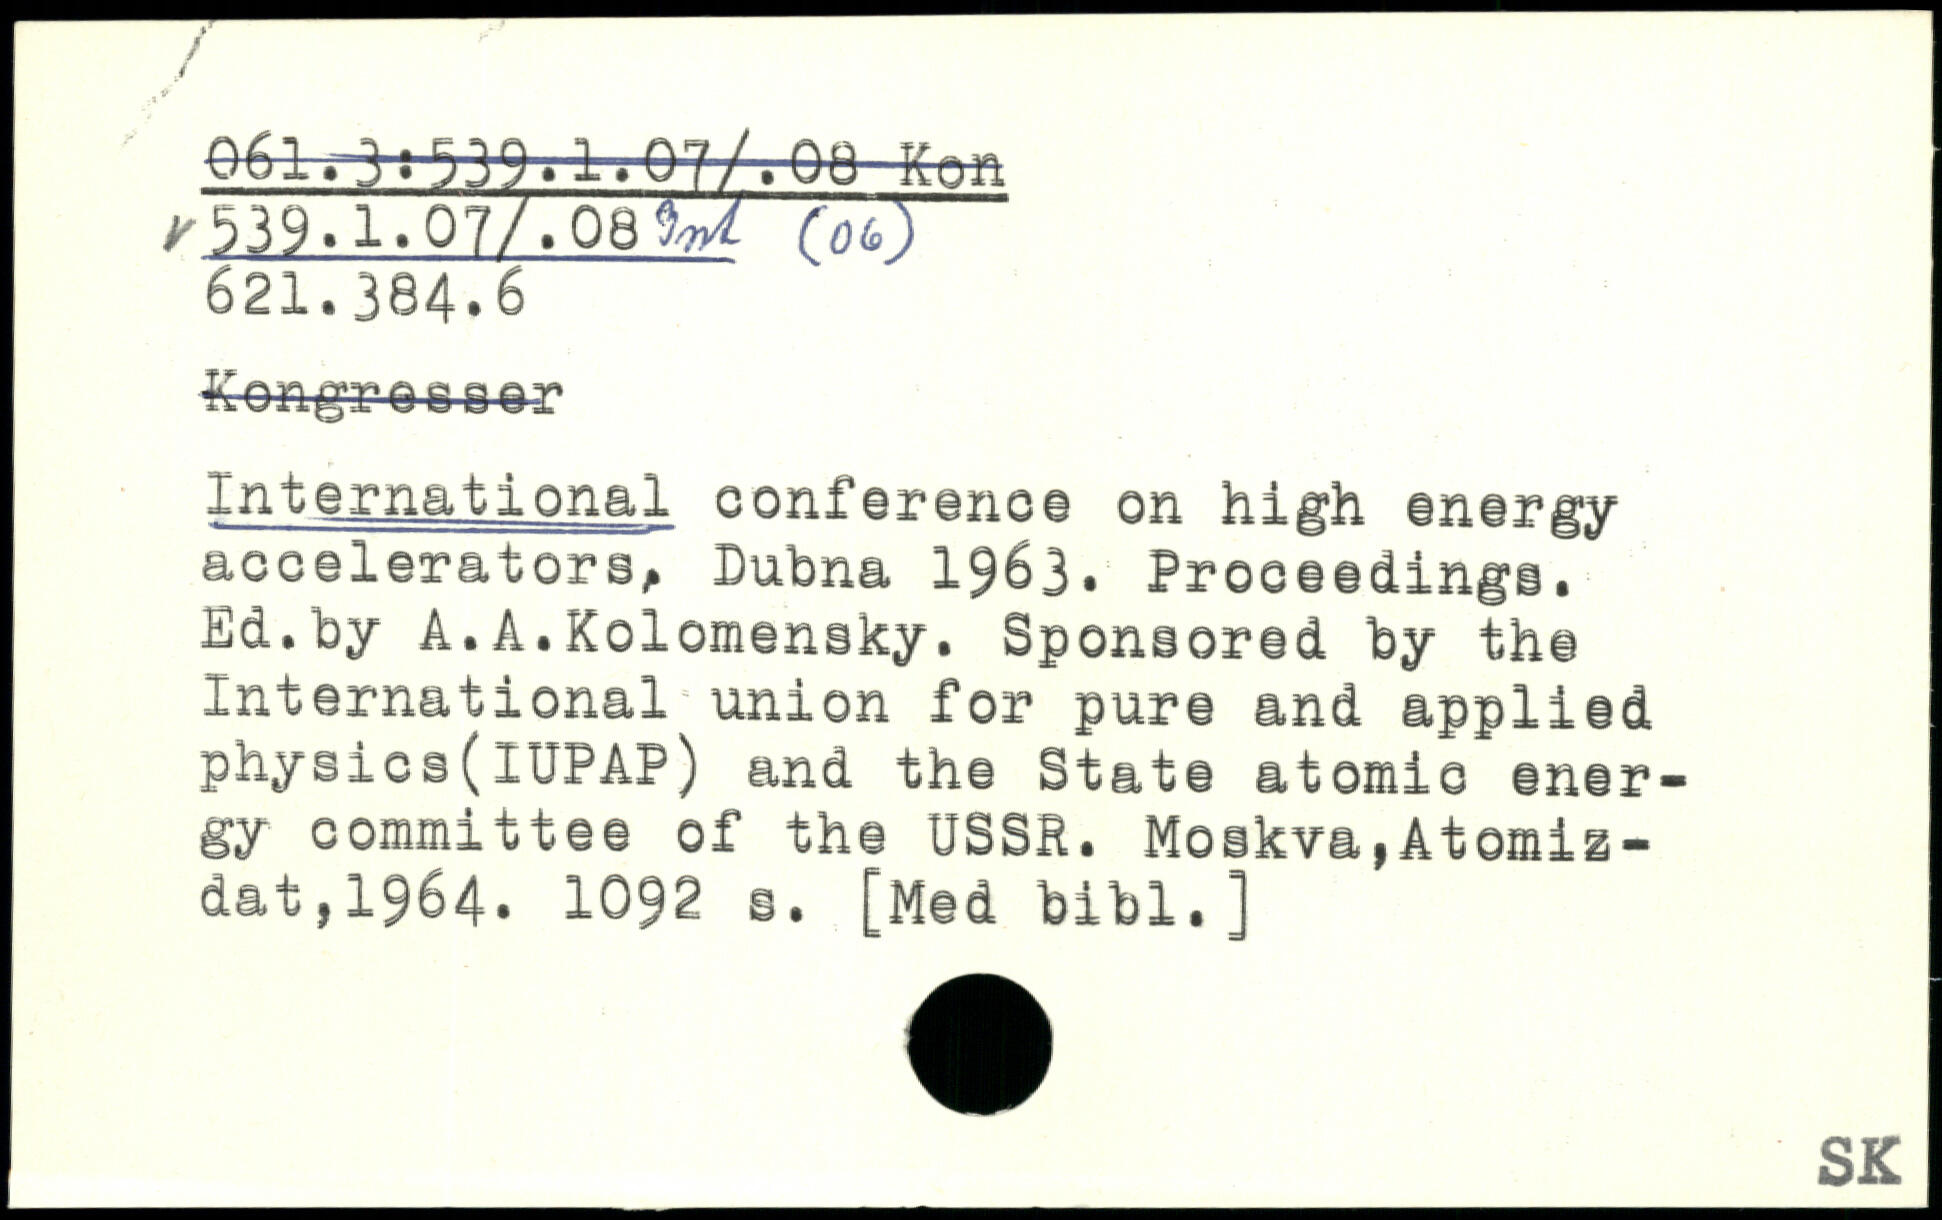 061.3:539.1.07/.08 Kon
v 539.1.07/.08 Int (06)
621.384.6
Kongresser
International conference on high energy
accelerators, Dubna 1963. Proceedings.
Ed.by A.A.Kolomensky. Sponsored by the
International union for pure and applied
physics(IUPAP) and the State atomic ener-
gy committee of the USSR. Moskva,Atomiz-
dat,1964. 1092 s. [Med bibl.]
SK